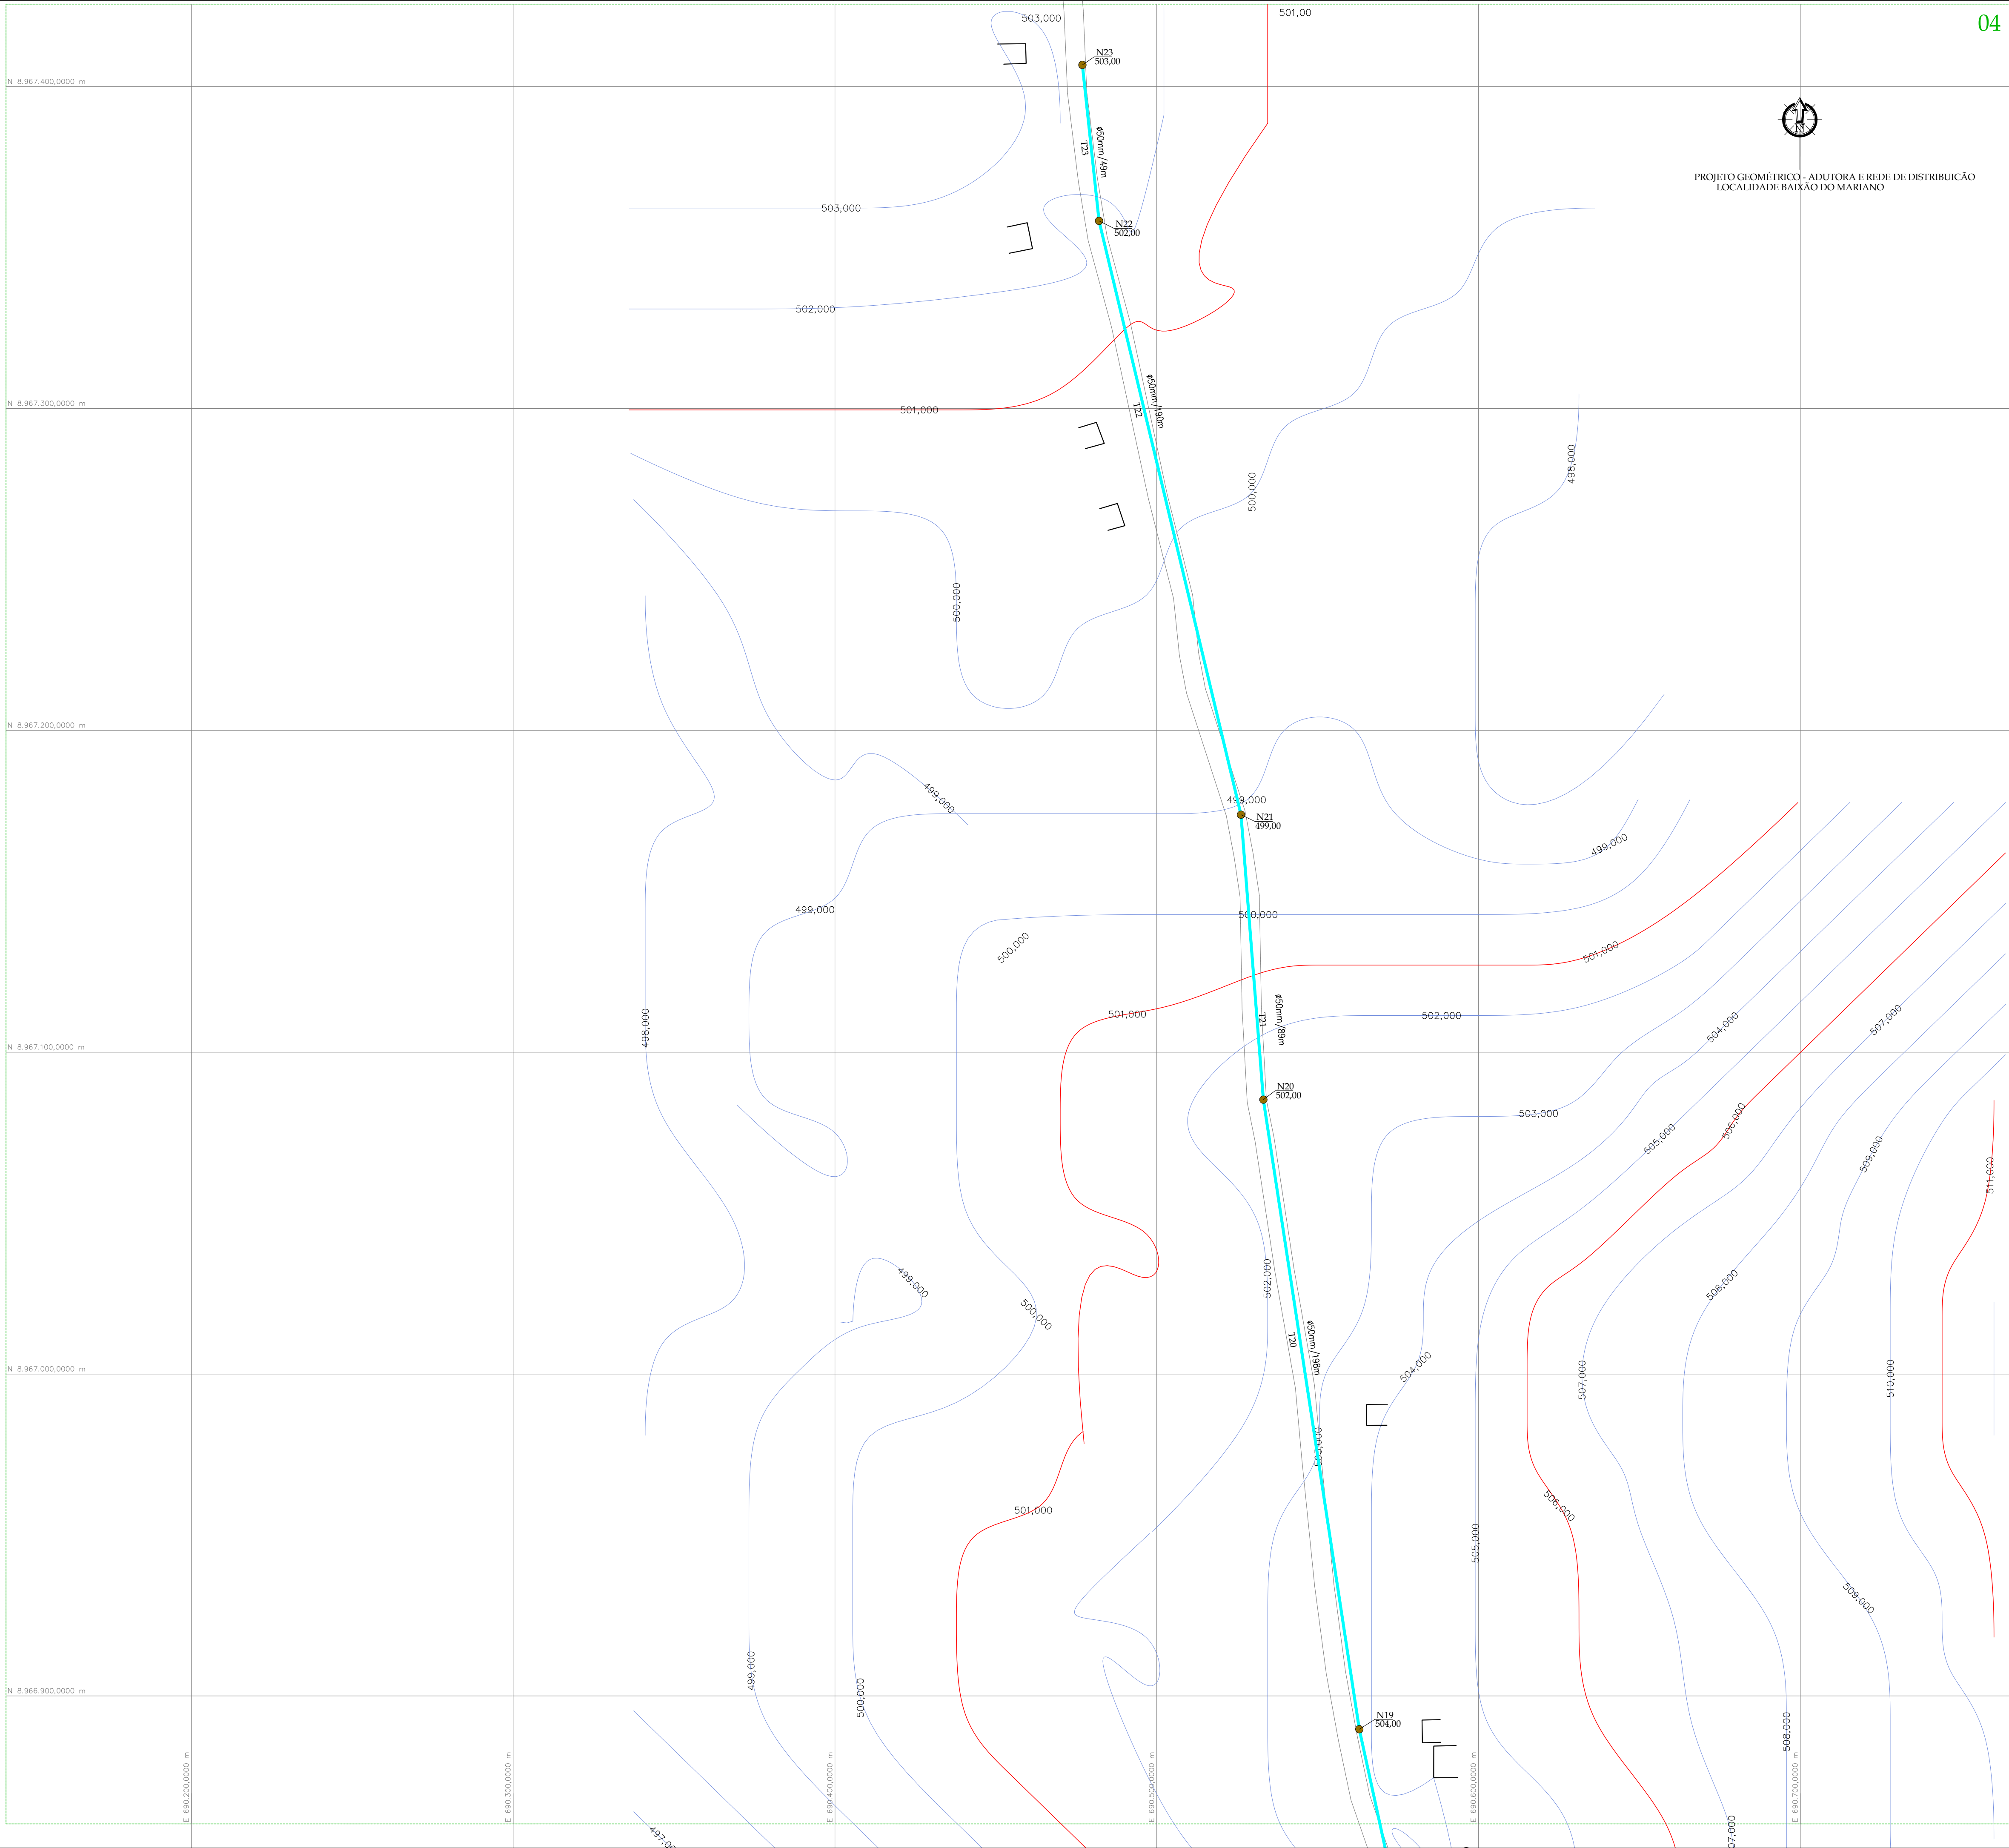 503,000
501,00
04
N23
503,00
N 8.967.400,0000 m
N
ø50mm/49m
T23
PROJETO GEOMÉTRICO - ADUTORA E REDE DE DISTRIBUICÃO
LOCALIDADE BAIXÃO DO MARIANO
503,000
N22
502,00
502,000
N 8.967.300,0000 m
501,000
ø50mm/190m
T22
500,000
498,000
500,000
N 8.967.200,0000 m
499,000
499,000
N21
499,00
499,000
499,000
500,000
500,000
501,000
498,000
501,000
ø50mm/89m
T21
502,000
504,000
507,000
N 8.967.100,0000 m
N20
502,00
503,000
506,000
505,000
509,000
511,000
499,000
500,000
502,000
508,000
ø50mm/198m
T20
N 8.967.000,0000 m
504,000
507,000
510,000
501,000
506,000
505,000
509,000
499,000
500,000
N 8.966.900,0000 m
N19
504,00
508,000
E 690.200,0000 m
E 690.300,0000 m
E 690.400,0000 m
E 690.500,0000 m
E 690.600,0000 m
E 690.700,0000 m